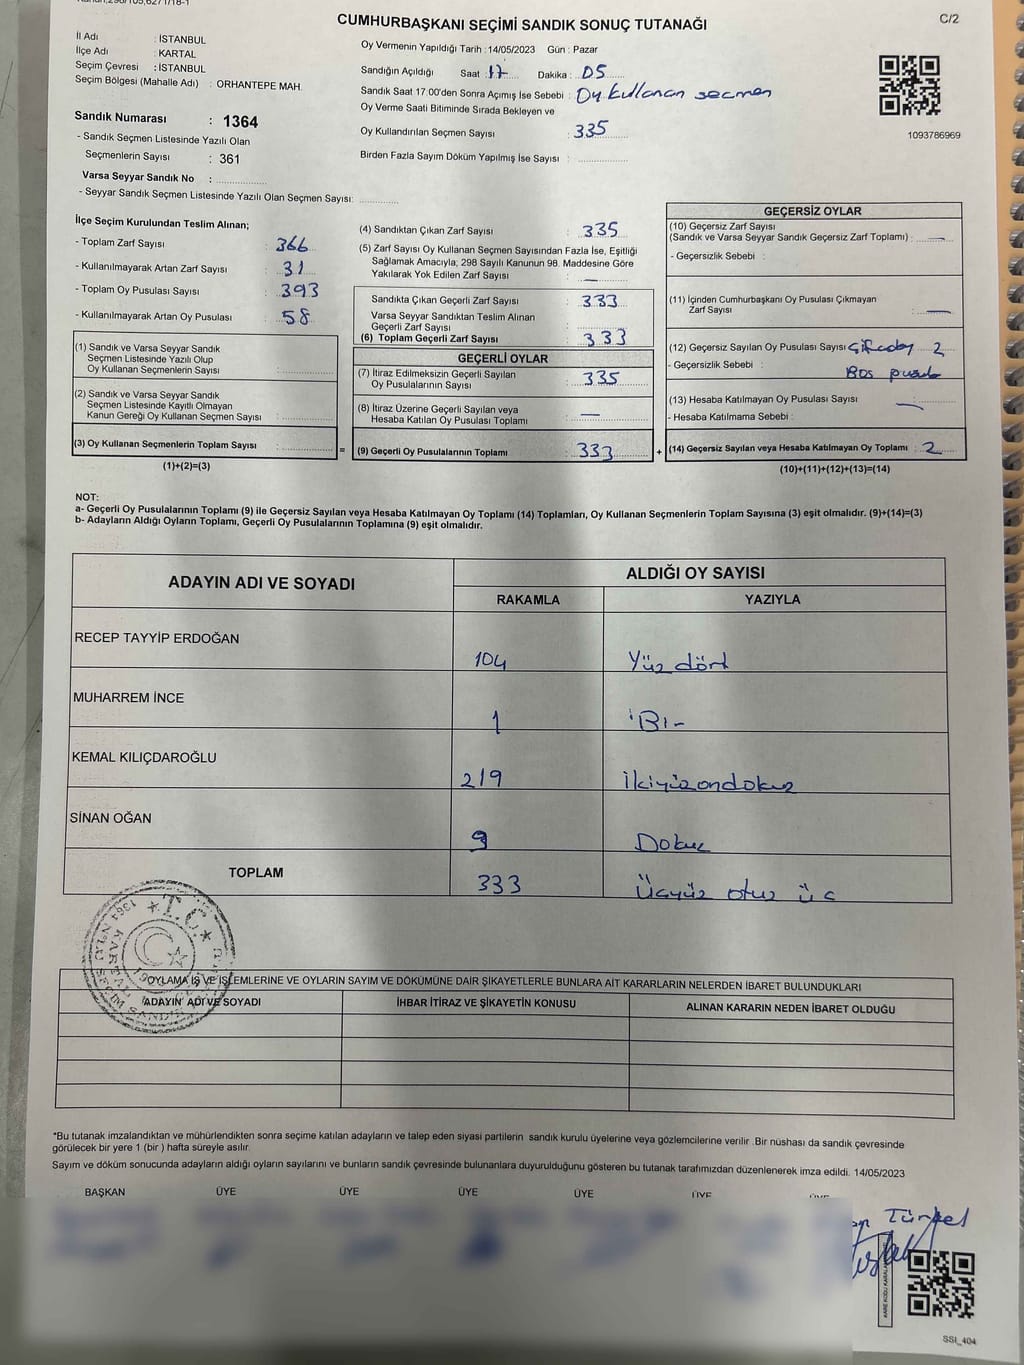 CUMHURBAŞKANI SEÇİMİ SANDIK SONUÇ TUTANAĞI
C/2
İl Adı : İSTANBUL
İlçe Adı : KARTAL
Seçim Çevresi : İSTANBUL
Seçim Bölgesi (Mahalle Adı) : ORHANTEPE MAH.
Sandık Numarası : 1364
- Sandık Seçmen Listesinde Yazılı Olan
Seçmenlerin Sayısı : 361
Varsa Seyyar Sandık No :
- Seyyar Sandık Seçmen Listesinde Yazılı Olan Seçmen Sayısı:
Oy Vermenin Yapıldığı Tarih : 14/05/2023 Gün : Pazar
Sandığın Açıldığı Saat : 17 Dakika : 05
Sandık Saat 17:00'den Sonra Açımış İse Sebebi : Oy kullanan seçmen
Oy Verme Saati Bitiminde Sırada Bekleyen ve
Oy Kullandırılan Seçmen Sayısı : 335
Birden Fazla Sayım Döküm Yapılmış İse Sayısı :
1093786969
İlçe Seçim Kurulundan Teslim Alınan;
- Toplam Zarf Sayısı : 366
- Kullanılmayarak Artan Zarf Sayısı : 31
- Toplam Oy Pusulası Sayısı : 393
- Kullanılmayarak Artan Oy Pusulası : 58
(1) Sandık ve Varsa Seyyar Sandık
Seçmen Listesinde Yazılı Olup
Oy Kullanan Seçmenlerin Sayısı :
(2) Sandık ve Varsa Seyyar Sandık
Seçmen Listesinde Kayıtlı Olmayan
Kanun Gereği Oy Kullanan Seçmen Sayısı :
(3) Oy Kullanan Seçmenlerin Toplam Sayısı : =
(1)+(2)=(3)
(4) Sandıktan Çıkan Zarf Sayısı : 335
(5) Zarf Sayısı Oy Kullanan Seçmen Sayısından Fazla İse, Eşitliği
Sağlamak Amacıyla, 298 Sayılı Kanunun 98. Maddesine Göre
Yakılarak Yok Edilen Zarf Sayısı : —
Sandıkta Çıkan Geçerli Zarf Sayısı : 333
Varsa Seyyar Sandıktan Teslim Alınan
Geçerli Zarf Sayısı :
(6) Toplam Geçerli Zarf Sayısı : 333
GEÇERLİ OYLAR
(7) İtiraz Edilmeksizin Geçerli Sayılan
Oy Pusulalarının Sayısı : 335
(8) İtiraz Üzerine Geçerli Sayılan veya
Hesaba Katılan Oy Pusulaları Toplamı : —
(9) Geçerli Oy Pusulalarının Toplamı : 333 +
GEÇERSİZ OYLAR
(10) Geçersiz Zarf Sayısı
(Sandık ve Varsa Seyyar Sandık Geçersiz Zarf Toplamı) : —
- Geçersizlik Sebebi :
(11) İçinden Cumhurbaşkanı Oy Pusulası Çıkmayan
Zarf Sayısı : —
(12) Geçersiz Sayılan Oy Pusulası Sayısı : 2
- Geçersizlik Sebebi : Boş pusula
(13) Hesaba Katılmayan Oy Pusulası Sayısı : —
- Hesaba Katılmama Sebebi :
(14) Geçersiz Sayılan veya Hesaba Katılmayan Oy Toplamı : 2
(10)+(11)+(12)+(13)=(14)
NOT:
a- Geçerli Oy Pusulalarının Toplamı (9) ile Geçersiz Sayılan veya Hesaba Katılmayan Oy Toplamı (14) Toplamları, Oy Kullanan Seçmenlerin Toplam Sayısına (3) eşit olmalıdır. (9)+(14)=(3)
b- Adayların Aldığı Oyların Toplamı, Geçerli Oy Pusulalarının Toplamına (9) eşit olmalıdır.
ADAYIN ADI VE SOYADI
ALDIĞI OY SAYISI
RAKAMLA YAZIYLA
RECEP TAYYİP ERDOĞAN 104 Yüz dört
MUHARREM İNCE 1 Bir
KEMAL KILIÇDAROĞLU 219 İkiyüzondokuz
SİNAN OĞAN 9 Dokuz
TOPLAM 333 Üçyüz otuz üç
T.C.
OYLAMA İŞ VE İŞLEMLERİNE VE OYLARIN SAYIM VE DÖKÜMÜNE DAİR ŞİKAYETLERLE BUNLARA AİT KARARLARIN NELERDEN İBARET BULUNDUKLARI
ADAYIN ADI VE SOYADI İHBAR İTİRAZ VE ŞİKAYETİN KONUSU ALINAN KARARIN NEDEN İBARET OLDUĞU
*Bu tutanak imzalandıktan ve mühürlendikten sonra seçime katılan adayların ve talep eden siyasi partilerin sandık kurulu üyelerine veya gözlemcilerine verilir .Bir nüshası da sandık çevresinde
görülecek bir yere 1 (bir ) hafta süreyle asılır.
Sayım ve döküm sonucunda adayların aldığı oyların sayılarını ve bunların sandık çevresinde bulunanlara duyurulduğunu gösteren bu tutanak tarafımızdan düzenlenerek imza edildi. 14/05/2023
BAŞKAN ÜYE ÜYE ÜYE ÜYE ÜYE ÜYE
SSI_404